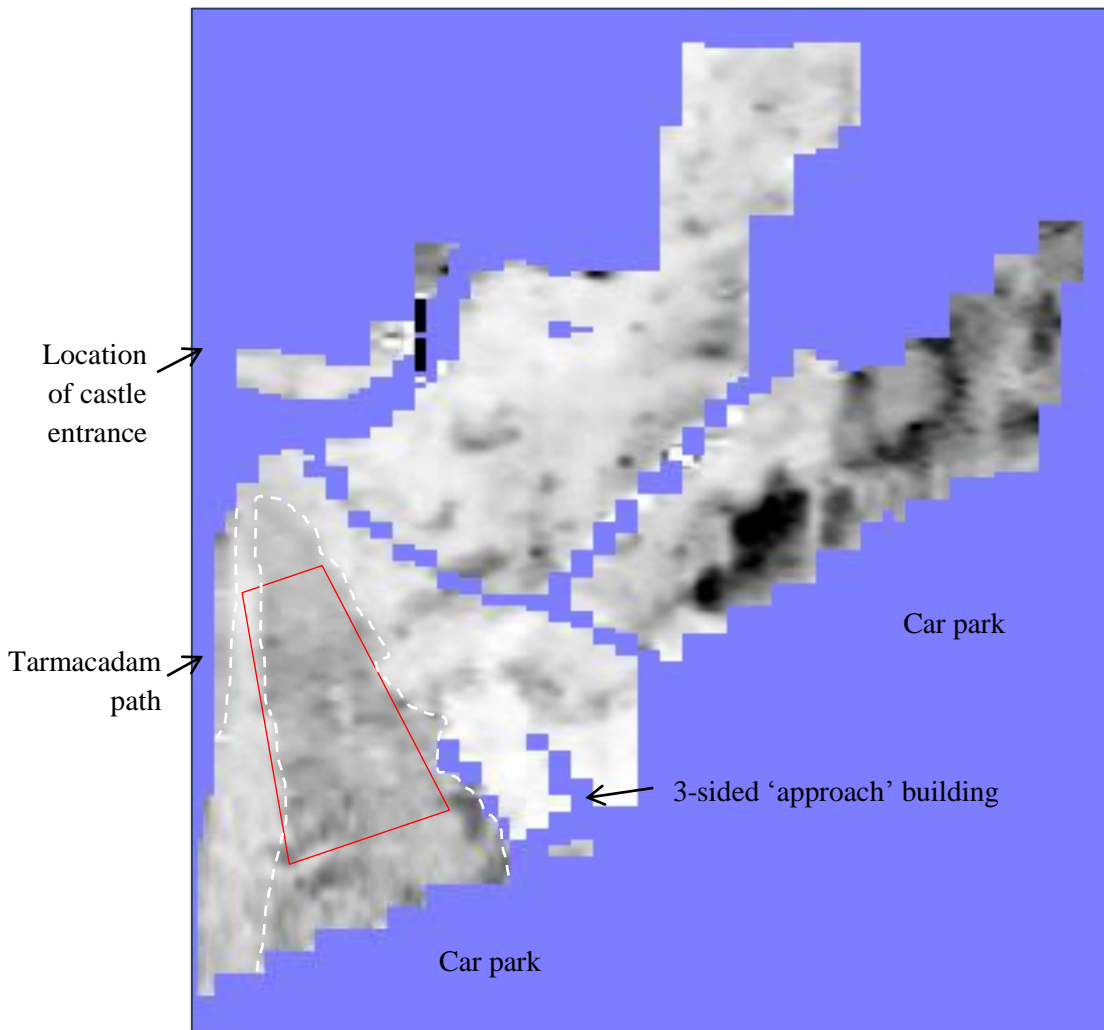 Location
of castle
entrance
Car park
Tarmacadam
path
3-sided ‘approach’ building
Car park